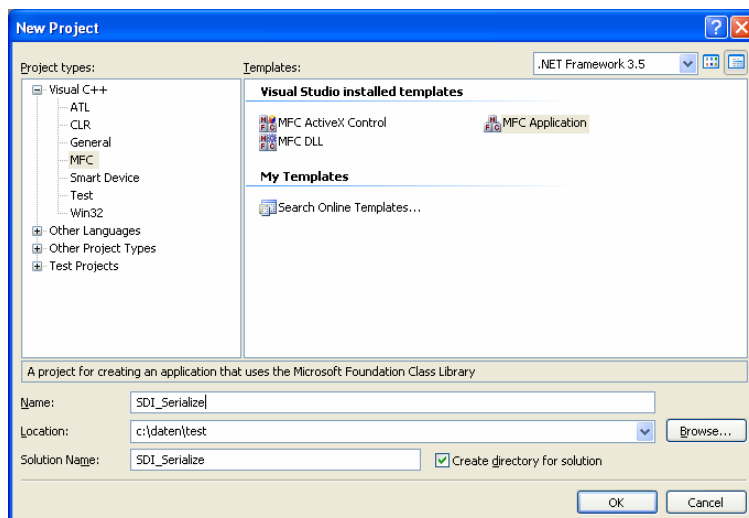 New Project
Project types:
Templates:
.NET Framework 3.5
Visual C++
ATL
CLR
General
MFC
Smart Device
Test
Win32
Other Languages
Other Project Types
Test Projects
Visual Studio installed templates
MFC ActiveX Control
MFC Application
MFC DLL
My Templates
Search Online Templates...
A project for creating an application that uses the Microsoft Foundation Class Library
Name:
SDI_Serialize
Location:
c:\daten\test
Browse...
Solution Name:
SDI_Serialize
Create directory for solution
OK
Cancel